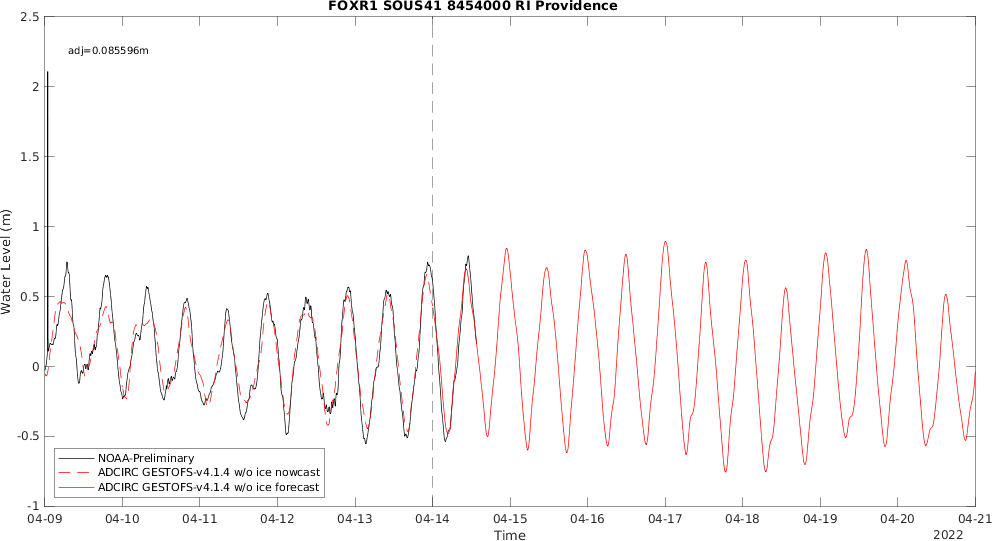 FOXR1 SOUS41 8454000 RI Providence
adj=0.085596m
2.5
2
1.5
1
0.5
0
-0.5
-1
Water Level (m)
NOAA-Preliminary
ADCIRC GESTOFS-v4.1.4 w/o ice nowcast
ADCIRC GESTOFS-v4.1.4 w/o ice forecast
04-09 04-10 04-11 04-12 04-13 04-14 04-15 04-16 04-17 04-18 04-19 04-20 04-21
Time
2022